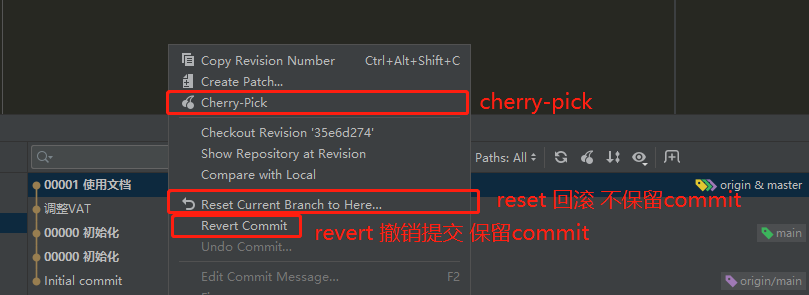 Copy Revision Number Ctrl+Alt+Shift+C
Create Patch...
Cherry-Pick
cherry-pick
Checkout Revision '35e6d274'
Show Repository at Revision
Paths: All
Compare with Local
00001 使用文档
origin & master
Reset Current Branch to Here...
reset 回滚 不保留commit
调整VAT
Revert Commit
revert 撤销提交 保留commit
00000 初始化
main
Undo Commit...
00000 初始化
Edit Commit Message... F2
Initial commit
origin/main